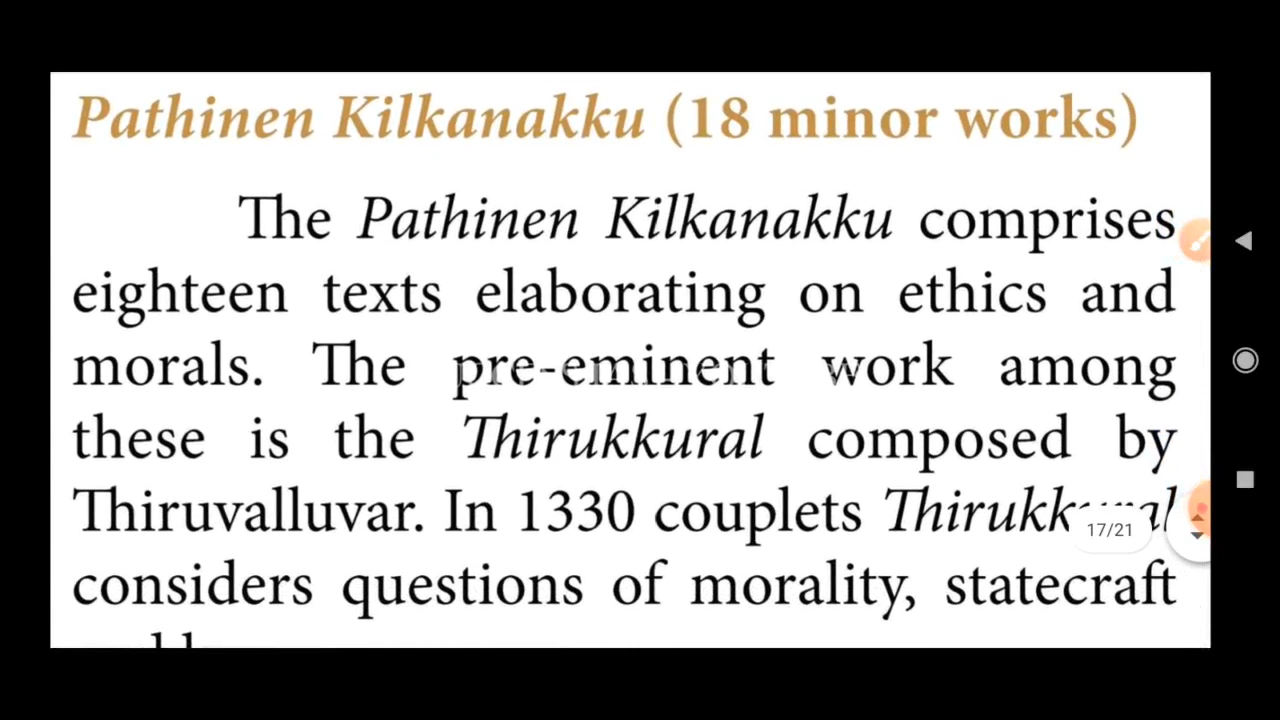 Pathinen Kilkanakku (18 minor works)
The Pathinen Kilkanakku comprises
eighteen texts elaborating on ethics and
morals. The pre-eminent work among
these is the Thirukkural composed by
Thiruvalluvar. In 1330 couplets Thirukkural
17/21
considers questions of morality, statecraft